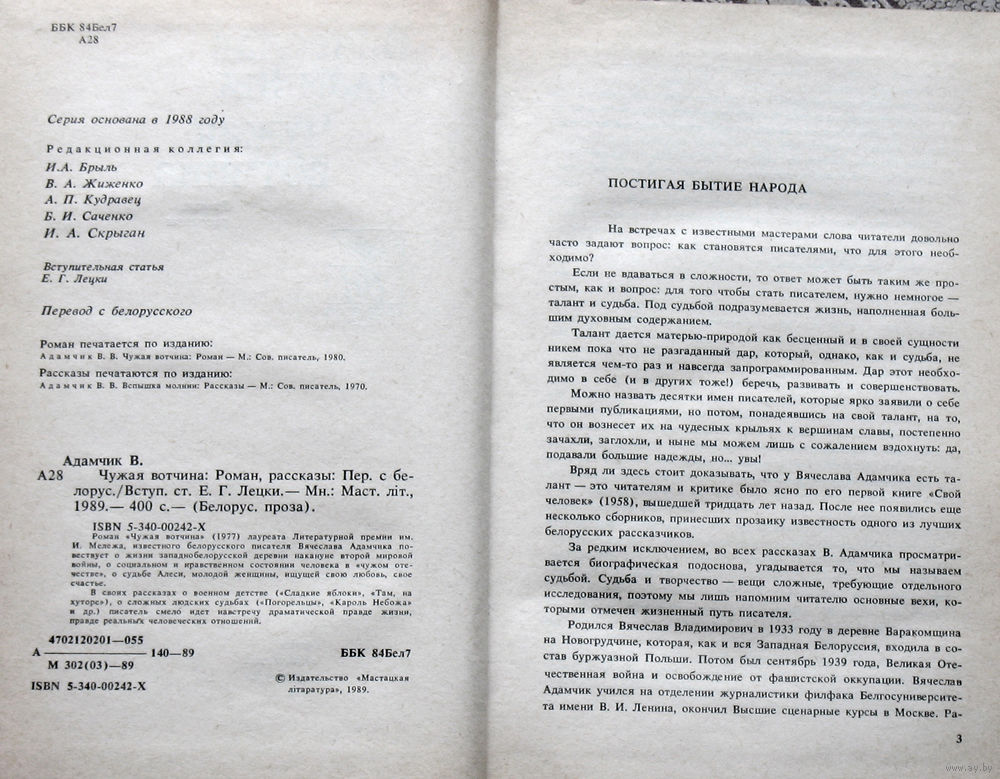 ББК 84Бел7
А28
Серия основана в 1988 году
Редакционная коллегия:
И.А. Брыль
В. А. Жиженко
А. П. Кудравец
Б. И. Саченко
И. А. Скрыган
Вступительная статья
Е. Г. Лецки
Перевод с белорусского
Роман печатается по изданию:
Адамчик В. В. Чужая вотчина: Роман — М.: Сов. писатель, 1980.
Рассказы печатаются по изданию:
Адамчик В. В. Вспышка молнии: Рассказы — М.: Сов. писатель, 1970.
Адамчик В.
А28 Чужая вотчина: Роман, рассказы: Пер. с бе-
лорус./Вступ. ст. Е. Г. Лецки.— Мн.: Маст. літ.,
1989.— 400 с.— (Белорус. проза).
ISBN 5-340-00242-X
Роман «Чужая вотчина» (1977) лауреата Литературной премии им.
И. Мележа, известного белорусского писателя Вячеслава Адамчика по-
вествует о жизни западнобелорусской деревни накануне второй мировой
войны, о социальном и нравственном состоянии человека в «чужом оте-
честве», о судьбе Алеси, молодой женщины, ищущей свою любовь, свое
счастье.
В своих рассказах о военном детстве («Сладкие яблоки», «Там, на
хуторе»), о сложных людских судьбах («Погорельцы», «Кароль Небожа»
и др.) писатель смело идет навстречу драматической правде жизни,
правде реальных человеческих отношений.
4702120201—055
А 140—89 ББК 84Бел7
М 302(03)—89
ISBN 5-340-00242-X
© Издательство «Мастацкая
літаратура», 1989.
ПОСТИГАЯ БЫТИЕ НАРОДА
На встречах с известными мастерами слова читатели довольно
часто задают вопрос: как становятся писателями, что для этого необ-
ходимо?
Если не вдаваться в сложности, то ответ может быть таким же про-
стым, как и вопрос: для того чтобы стать писателем, нужно немногое —
талант и судьба. Под судьбой подразумевается жизнь, наполненная боль-
шим духовным содержанием.
Талант дается матерью-природой как бесценный и в своей сущности
никем пока что не разгаданный дар, который, однако, как и судьба, не
является чем-то раз и навсегда запрограммированным. Дар этот необхо-
димо в себе (и в других тоже!) беречь, развивать и совершенствовать.
Можно назвать десятки имен писателей, которые ярко заявили о себе
первыми публикациями, но потом, понадеявшись на свой талант, на то,
что он вознесет их на чудесных крыльях к вершинам славы, постепенно
зачахли, заглохли, и ныне мы можем лишь с сожалением вздохнуть: да,
подавали большие надежды, но... увы!
Вряд ли здесь стоит доказывать, что у Вячеслава Адамчика есть та-
лант — это читателям и критике было ясно по его первой книге «Свой
человек» (1958), вышедшей тридцать лет назад. После нее появились еще
несколько сборников, принесших прозаику известность одного из лучших
белорусских рассказчиков.
За редким исключением, во всех рассказах В. Адамчика просматри-
вается биографическая подоснова, угадывается то, что мы называем
судьбой. Судьба и творчество — вещи сложные, требующие отдельного
исследования, поэтому мы лишь напомним читателю основные вехи, ко-
торыми отмечен жизненный путь писателя.
Родился Вячеслав Владимирович в 1933 году в деревне Варакомщина
на Новогрудчине, которая, как и вся Западная Белоруссия, входила в со-
став буржуазной Польши. Потом был сентябрь 1939 года, Великая Оте-
чественная война и освобождение от фашистской оккупации. Вячеслав
Адамчик учился на отделении журналистики филфака Белгосуниверсите-
та имени В. И. Ленина, окончил Высшие сценарные курсы в Москве. Ра-
3
www.ay.by